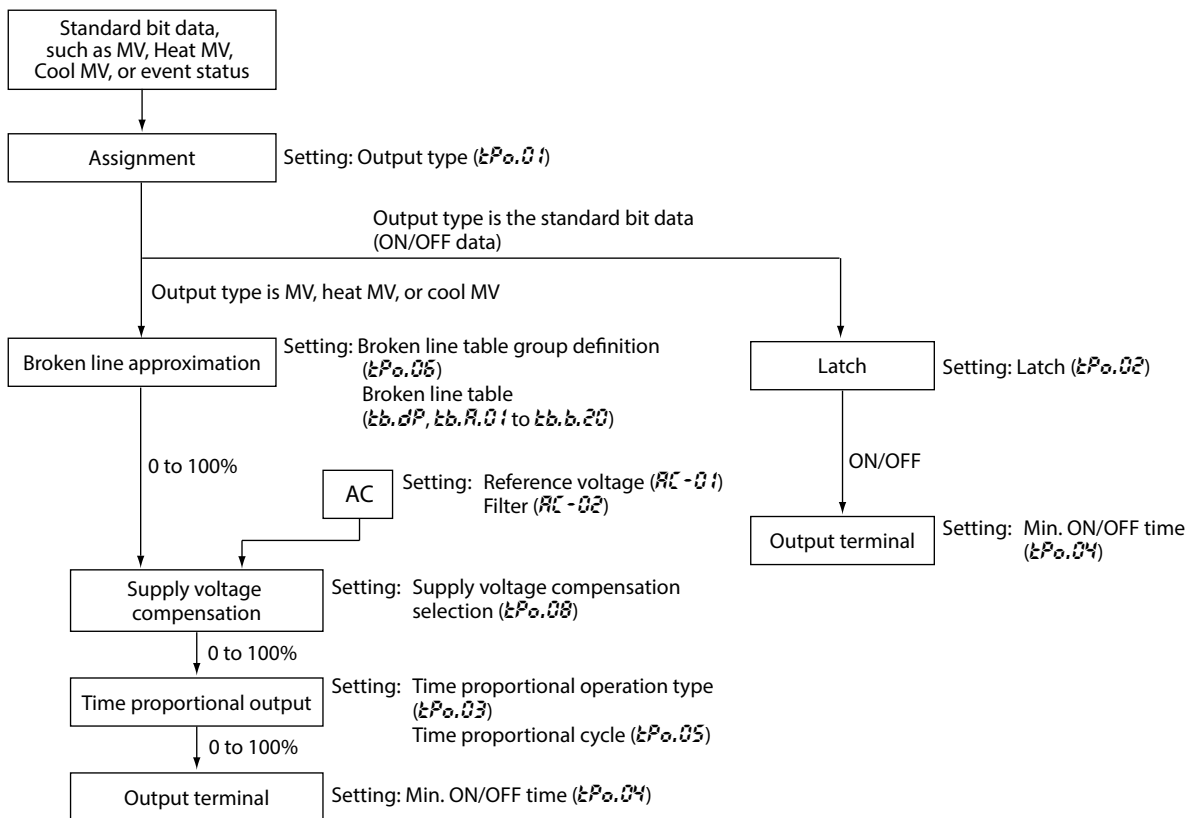 Standard bit data,
such as MV, Heat MV,
Cool MV, or event status
Assignment
Setting: Output type (tPo.01)
Output type is the standard bit data
(ON/OFF data)
Output type is MV, heat MV, or cool MV
Broken line approximation
Setting: Broken line table group definition
(tPo.06)
Broken line table
(tb.dP, tb.A.01 to tb.b.20)
Latch
Setting: Latch (tPo.02)
0 to 100%
ON/OFF
AC
Setting: Reference voltage (AC-01)
Filter (AC-02)
Output terminal
Setting: Min. ON/OFF time
(tPo.04)
Supply voltage
compensation
Setting: Supply voltage compensation
selection (tPo.08)
0 to 100%
Time proportional output
Setting: Time proportional operation type
(tPo.03)
Time proportional cycle (tPo.05)
0 to 100%
Output terminal
Setting: Min. ON/OFF time (tPo.04)